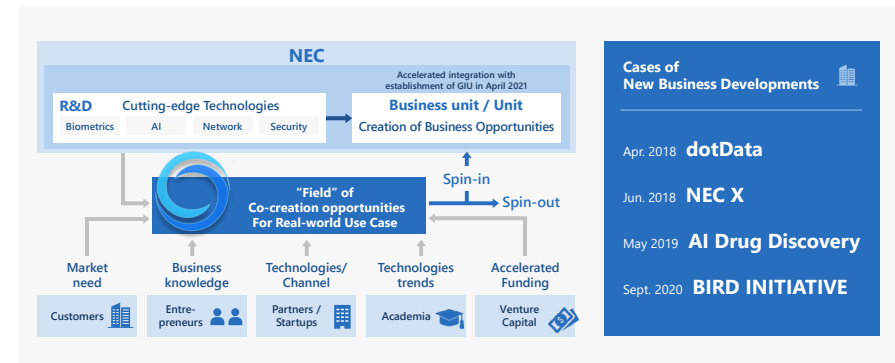 NEC
Accelerated integration with
establishment of GIU in April 2021
R&D Cutting-edge Technologies
Biometrics AI Network Security
Business unit / Unit
Creation of Business Opportunities
Spin-in
Spin-out
"Field" of
Co-creation opportunities
For Real-world Use Case
Market
need
Business
knowledge
Technologies/
Channel
Technologies
trends
Accelerated
Funding
Customers
Entre-
preneurs
Partners /
Startups
Academia
Venture
Capital
$
Cases of
New Business Developments
Apr. 2018 dotData
Jun. 2018 NEC X
May 2019 AI Drug Discovery
Sept. 2020 BIRD INITIATIVE